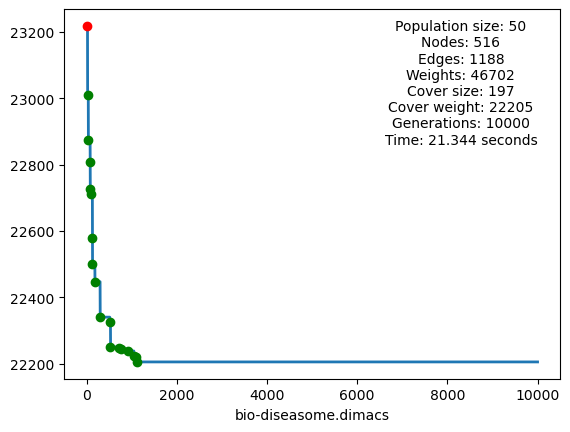 Population size: 50
Nodes: 516
Edges: 1188
Weights: 46702
Cover size: 197
Cover weight: 22205
Generations: 10000
Time: 21.344 seconds
23200
23000
22800
22600
22400
22200
0 2000 4000 6000 8000 10000
bio-diseasome.dimacs